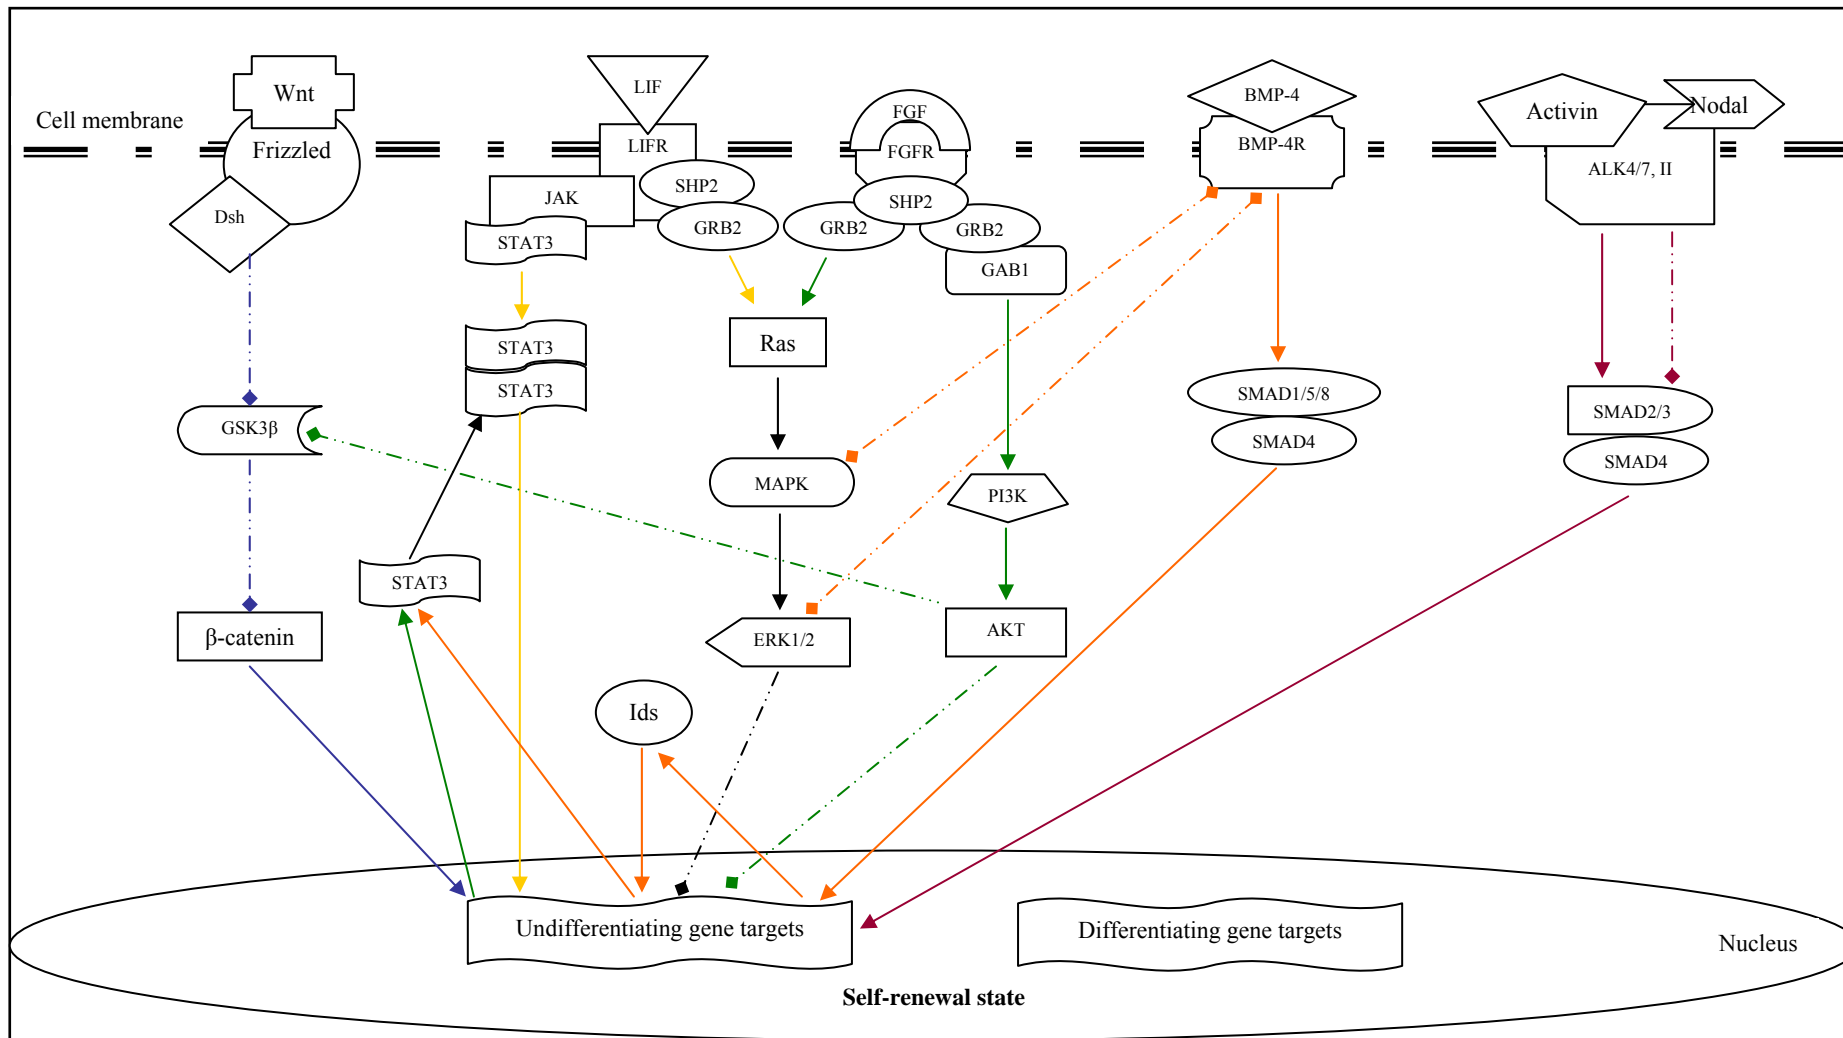 Wnt
LIF
FGF
BMP-4
Activin
Nodal
Cell membrane
Frizzled
LIFR
FGFR
BMP-4R
ALK4/7, II
Dsh
JAK
SHP2
SHP2
STAT3
GRB2
GRB2
GRB2
GAB1
STAT3
Ras
STAT3
SMAD1/5/8
SMAD2/3
GSK3β
SMAD4
SMAD4
MAPK
PI3K
STAT3
β-catenin
ERK1/2
AKT
Ids
Undifferentiating gene targets
Differentiating gene targets
Nucleus
Self-renewal state